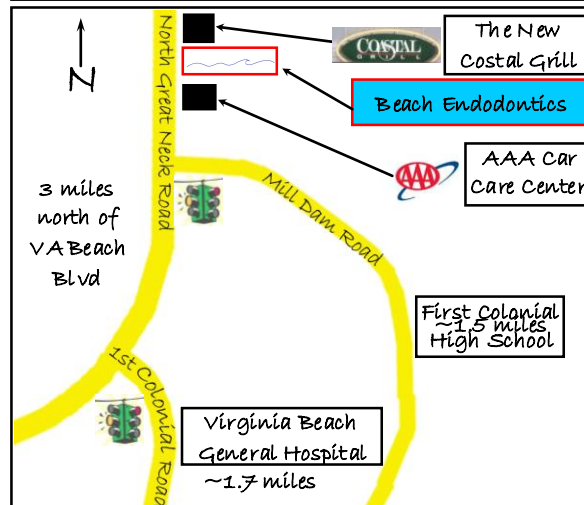 The New
Costal Grill
COASTAL
GRILL
N
Beach Endodontics
AAA Car
Care Center
AAA
North Great Neck Road
Mill Dam Road
3 miles
north of
VA Beach
Blvd
First Colonial
~1.5 miles
High School
1st Colonial Road
Virginia Beach
General Hospital
~1.7 miles